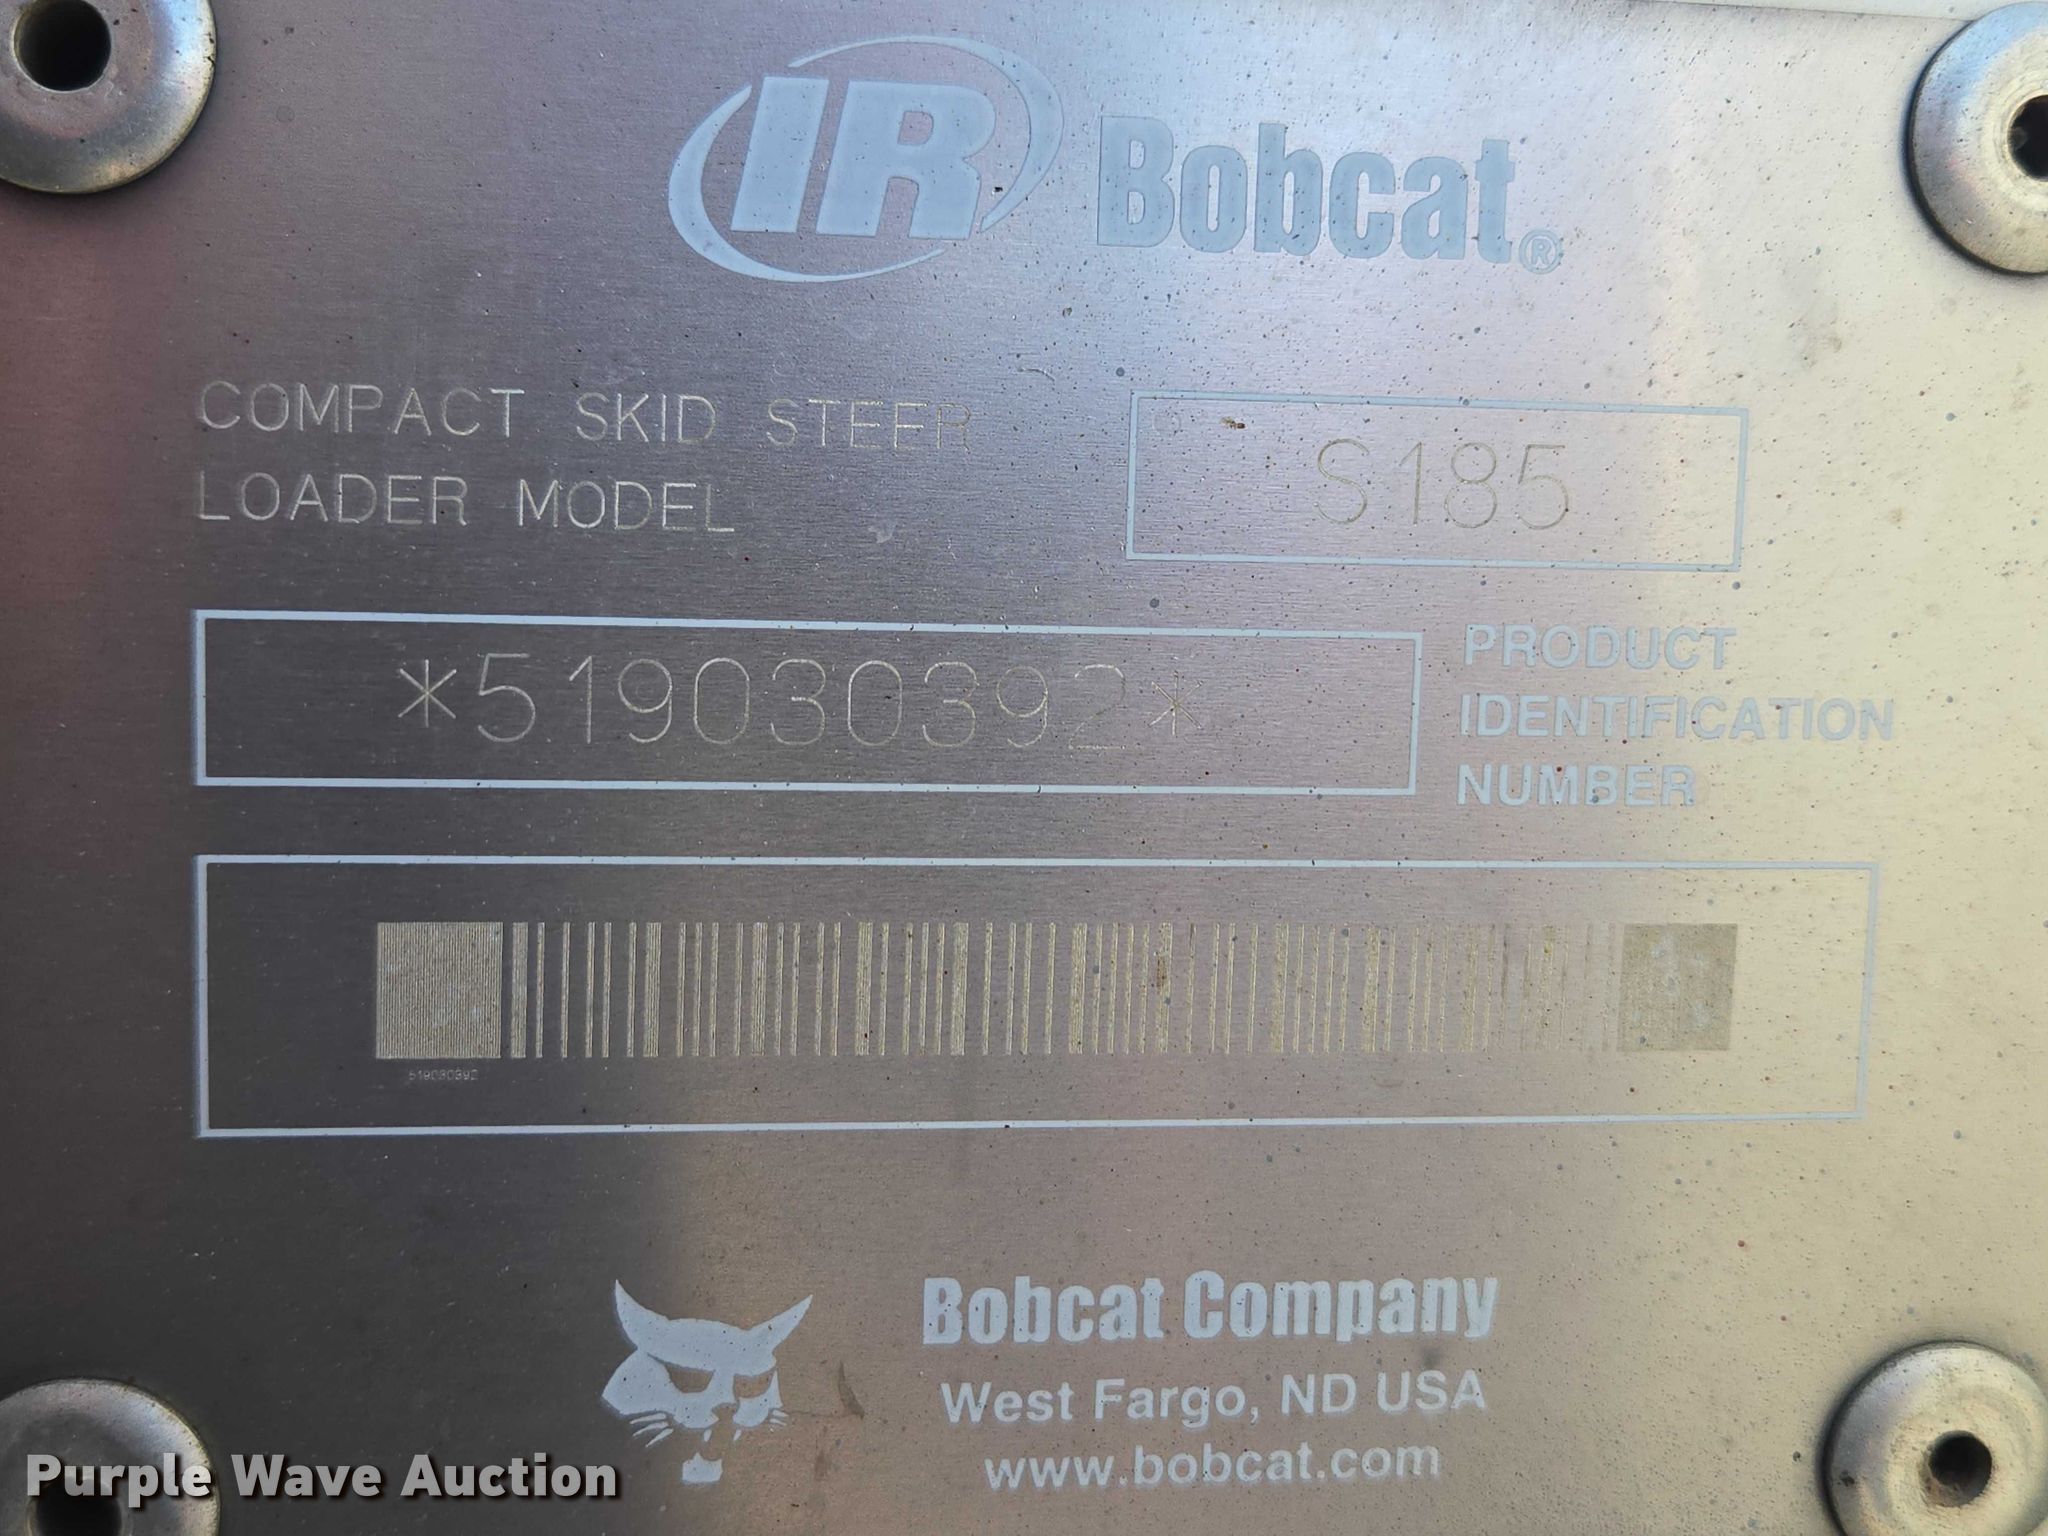 IR Bobcat®
COMPACT SKID STEER
LOADER MODEL
S185
*519030392*
PRODUCT
IDENTIFICATION
NUMBER
519030392
Bobcat Company
West Fargo, ND USA
www.bobcat.com
Purple Wave Auction